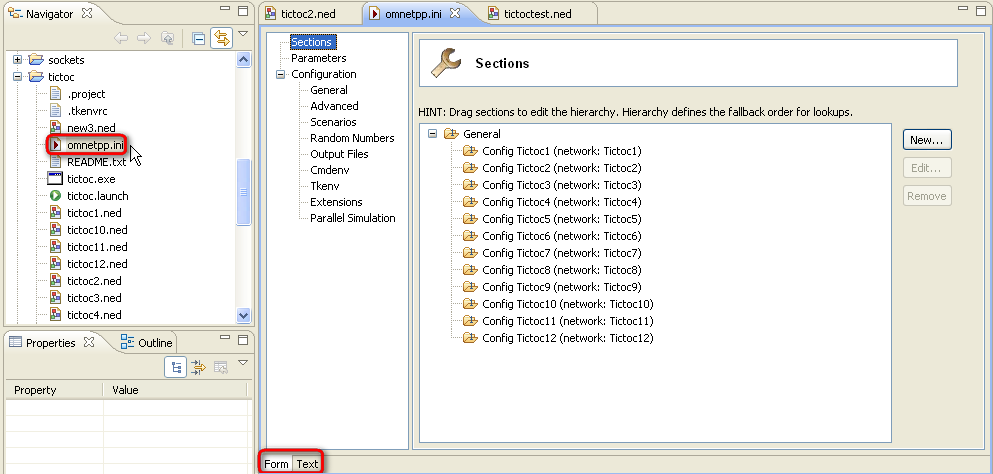 Navigator
sockets
tictoc
.project
.tkenvrc
new3.ned
omnetpp.ini
README.txt
tictoc.exe
tictoc.launch
tictoc1.ned
tictoc10.ned
tictoc11.ned
tictoc12.ned
tictoc2.ned
tictoc3.ned
tictoc4.ned
Properties Outline
Property Value
tictoc2.ned omnetpp.ini tictoctest.ned
Sections
Parameters
Configuration
General
Advanced
Scenarios
Random Numbers
Output Files
Cmdenv
Tkenv
Extensions
Parallel Simulation
Sections
HINT: Drag sections to edit the hierarchy. Hierarchy defines the fallback order for lookups.
General
Config Tictoc1 (network: Tictoc1)
Config Tictoc2 (network: Tictoc2)
Config Tictoc3 (network: Tictoc3)
Config Tictoc4 (network: Tictoc4)
Config Tictoc5 (network: Tictoc5)
Config Tictoc6 (network: Tictoc6)
Config Tictoc7 (network: Tictoc7)
Config Tictoc8 (network: Tictoc8)
Config Tictoc9 (network: Tictoc9)
Config Tictoc10 (network: Tictoc10)
Config Tictoc11 (network: Tictoc11)
Config Tictoc12 (network: Tictoc12)
New...
Edit...
Remove
Form Text